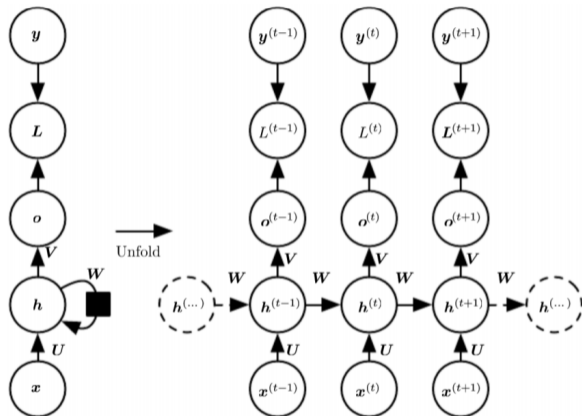 y y^(t−1) y^(t) y^(t+1)
L L^(t−1) L^(t) L^(t+1)
o o^(t−1) o^(t) o^(t+1)
V Unfold V V V
W W W W W
h h^(...) h^(t−1) h^(t) h^(t+1) h^(...)
U U U U
x x^(t−1) x^(t) x^(t+1)